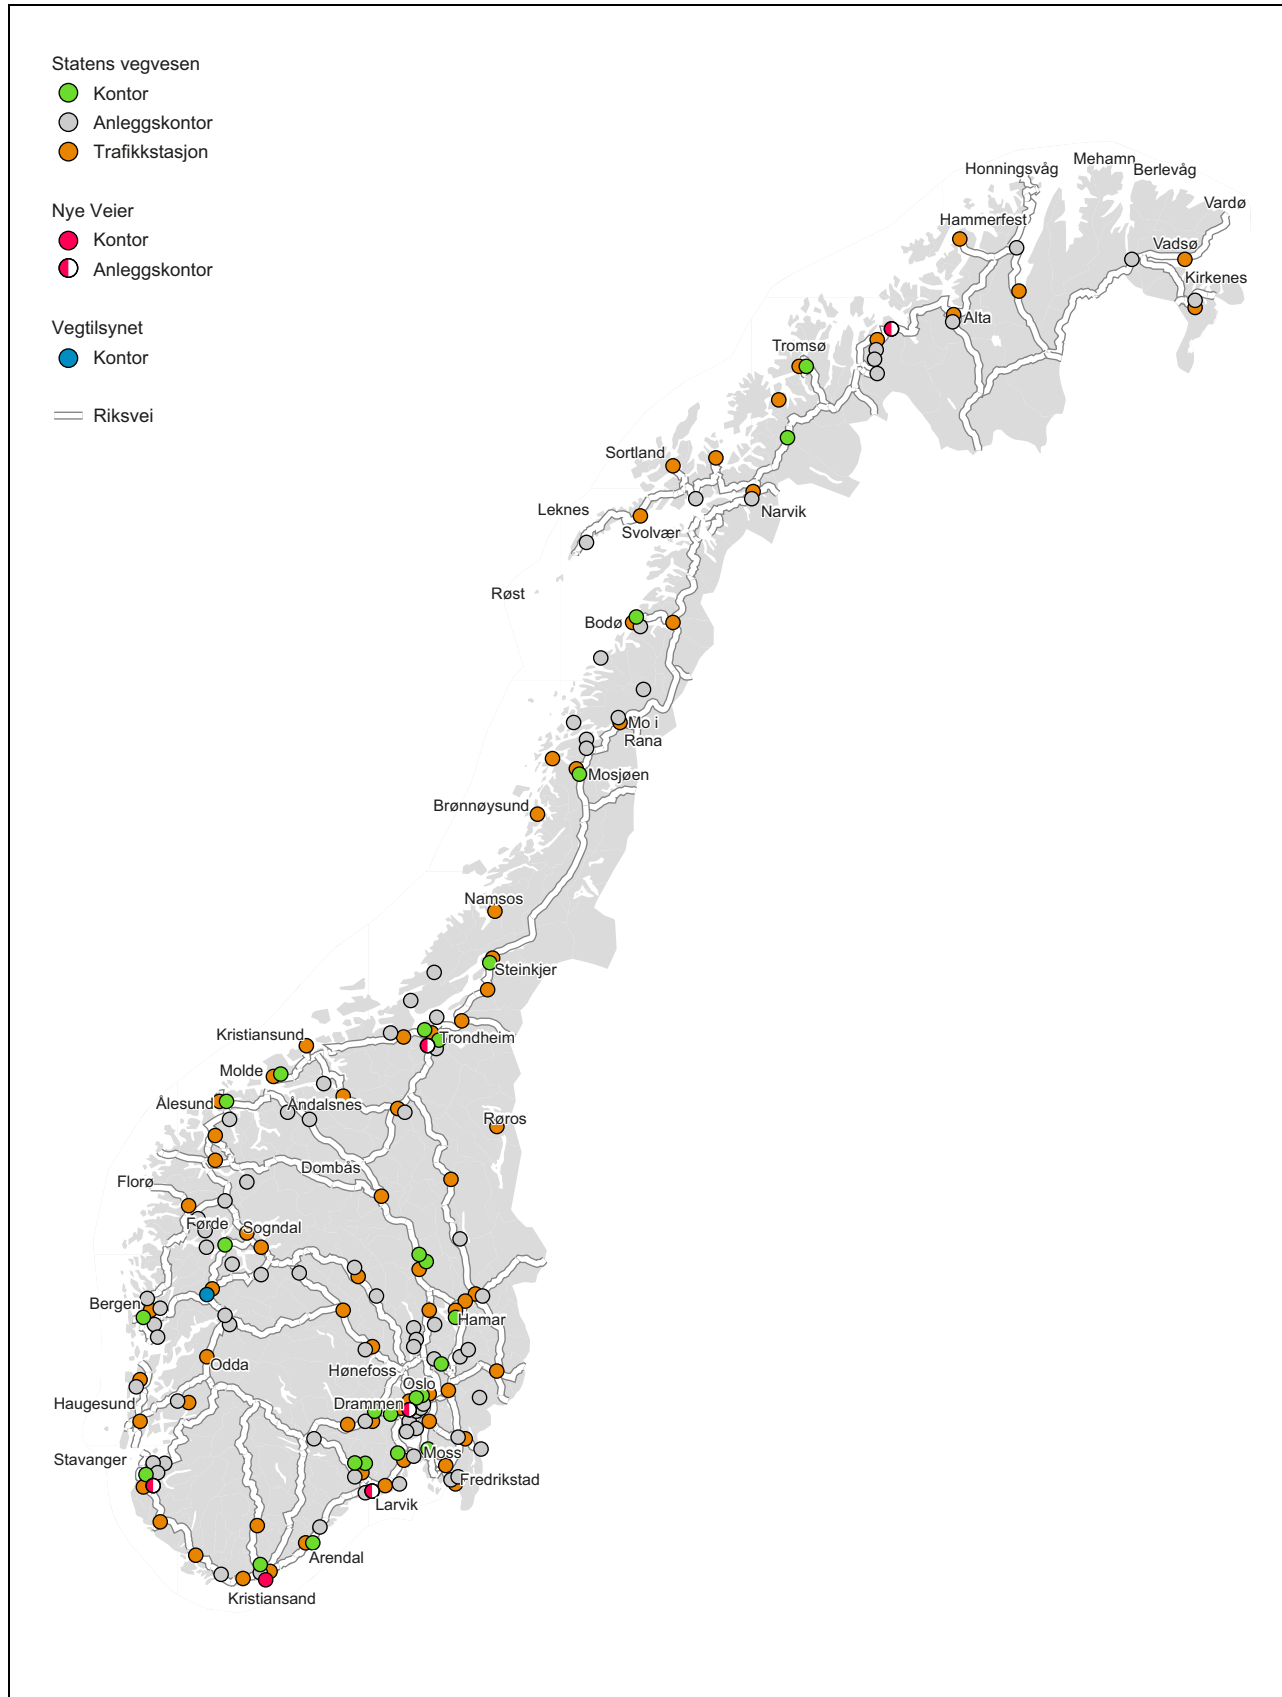 Statens vegvesen
Kontor
Anleggskontor
Trafikkstasjon
Nye Veier
Kontor
Anleggskontor
Vegtilsynet
Kontor
Riksvei
Mehamn
Honningsvåg
Berlevåg
Vardø
Hammerfest
Vadsø
Kirkenes
Alta
Tromsø
Sortland
Leknes
Narvik
Svolvær
Røst
Bodø
Mo i
Rana
Mosjøen
Brønnøysund
Namsos
Steinkjer
Kristiansund
Trondheim
Molde
Ålesund
Åndalsnes
Røros
Dombås
Florø
Førde
Sogndal
Bergen
Hamar
Odda
Hønefoss
Oslo
Haugesund
Drammen
Stavanger
Moss
Fredrikstad
Larvik
Arendal
Kristiansand